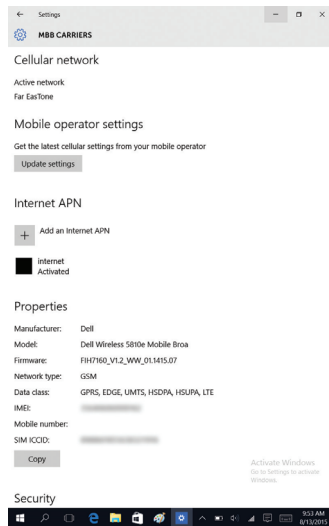 Settings
MBB CARRIERS
Cellular network
Active network
Far EasTone
Mobile operator settings
Get the latest cellular settings from your mobile operator
Update settings
Internet APN
Add an Internet APN
internet
Activated
Properties
Manufacturer: Dell
Model: Dell Wireless 5810e Mobile Broa
Firmware: FIH7160_V1.2_WW_01.1415.07
Network type: GSM
Data class: GPRS, EDGE, UMTS, HSDPA, HSUPA, LTE
IMEI:
Mobile number:
SIM ICCID:
Copy
Activate Windows
Go to Settings to activate
Windows.
Security
9:53 AM
8/13/2015